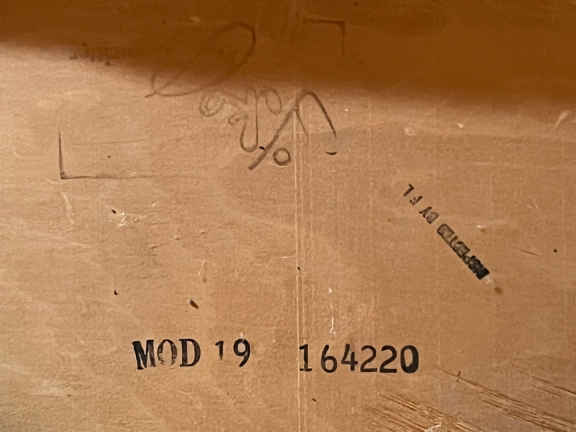 INSPECTED BY F L
MOD 19 164220